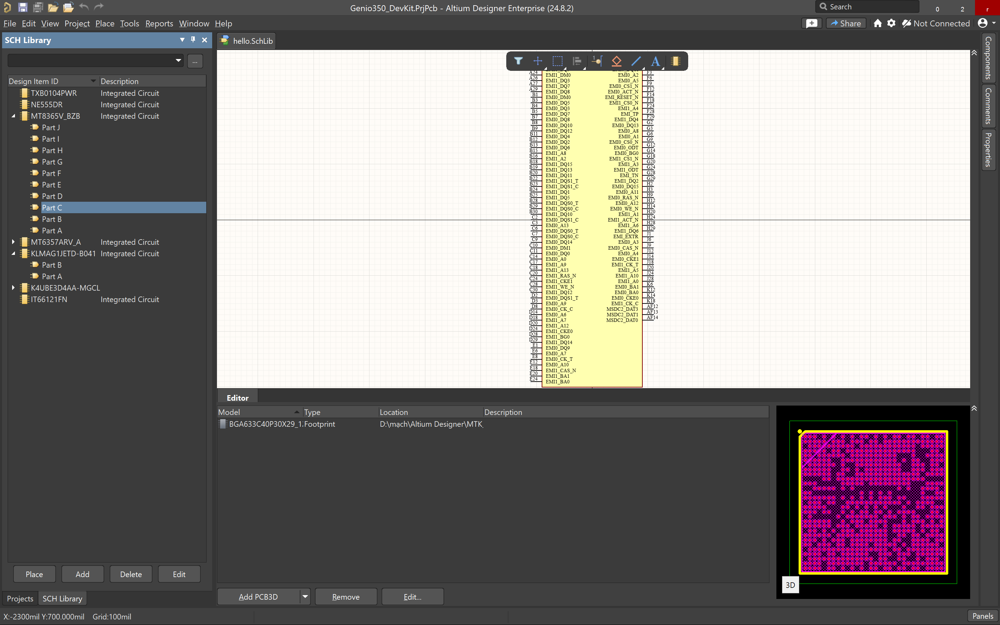 Genio350_DevKit.PrjPcb - Altium Designer Enterprise (24.8.2)
Search
0
2
r
File Edit View Project Place Tools Reports Window Help
Share
Not Connected
SCH Library
hello.SchLib
...
Design Item ID Description
TXB0104PWR Integrated Circuit
NE555DR Integrated Circuit
MT8365V_BZB Integrated Circuit
Part J
Part I
Part H
Part G
Part F
Part E
Part D
Part C
Part B
Part A
MT6357ARV_A Integrated Circuit
KLMAG1JETD-B041 Integrated Circuit
Part B
Part A
K4UBE3D4AA-MGCL
IT66121FN Integrated Circuit
Place Add Delete Edit
Projects SCH Library
A24
A26 EMI1_DM0
A27 EMI1_DQ3
A29 EMI1_DQ7
B1 EMI1_DQ8
B3 EMI0_DM0
B4 EMI0_DQ5
B5 EMI0_DQ3
B7 EMI0_DQ7
B8 EMI0_DQ8
B9 EMI0_DQ10
B11 EMI0_DQ12
B12 EMI0_DQ4
B13 EMI0_DQ2
B15 EMI0_DQ6
B16 EMI1_A8
B18 EMI1_A2
B19 EMI1_DQ15
B20 EMI1_DQ13
B22 EMI1_DQ11
B23 EMI1_DQS1_T
B24 EMI1_DQS1_C
B25 EMI1_DQ1
B28 EMI1_DQ5
B29 EMI1_DQS0_T
B30 EMI1_DQS0_C
C2 EMI1_DQ10
C3 EMI0_DQS1_C
C6 EMI0_A13
C7 EMI0_DQS0_T
C9 EMI0_DQS0_C
C10 EMI0_DQ14
C11 EMI0_DM1
C14 EMI0_DQ0
C17 EMI0_A0
C18 EMI1_A9
C20 EMI1_A13
C24 EMI1_RAS_N
C28 EMI1_CKE1
C30 EMI1_WE_N
D2 EMI1_DQ12
D3 EMI0_DQS1_T
D8 EMI0_A9
D14 EMI0_CK_C
D18 EMI0_A6
D20 EMI1_A7
D24 EMI1_A12
D28 EMI1_CKE0
D29 EMI1_BG0
E1 EMI1_DQ14
E6 EMI0_DQ9
E8 EMI0_A7
E12 EMI0_CK_T
E18 EMI0_A10
E20 EMI1_CAS_N
E24 EMI1_BA1
EMI1_BA0
F3
EMI0_A2 F6
EMI0_A5 F9
EMI0_CS1_N F12
EMI0_ACT_N F14
EMI_RESET_N F18
EMI1_CS0_N F24
EMI1_A4 F28
EMI_TP F29
EMI1_DQ4 G2
EMI0_DQ13 G3
EMI0_A8 G6
EMI0_A1 G9
EMI0_CS0_N G12
EMI0_ODT G14
EMI0_BG0 G18
EMI1_CS1_N G20
EMI1_A3 G24
EMI1_ODT G28
EMI_TN G29
EMI1_DQ2 H2
EMI0_DQ15 H3
EMI0_A11 H9
EMI0_RAS_N H12
EMI0_A12 H14
EMI0_WE_N H20
EMI1_A1 H24
EMI1_ACT_N H28
EMI1_A6 H29
EMI1_DQ6 J1
EMI_EXTR J6
EMI0_A3 J9
EMI0_CAS_N J12
EMI0_A4 J14
EMI0_CKE1 J18
EMI1_CK_T J20
EMI1_A5 J24
EMI1_A10 J28
EMI1_A0 K6
EMI0_BA1 K12
EMI0_BA0 K14
EMI0_CKE0 K18
EMI1_CK_C AF12
MSDC2_DAT3 AF13
MSDC2_DAT1 AF14
MSDC2_DAT0
Components
Comments
Properties
Editor
Model Type Location Description
BGA633C40P30X29_1 Footprint D:\mạch\Altium Designer\MTK_
3D
Add PCB3D Remove Edit...
X:-2300mil Y:700.000mil Grid:100mil
Panels